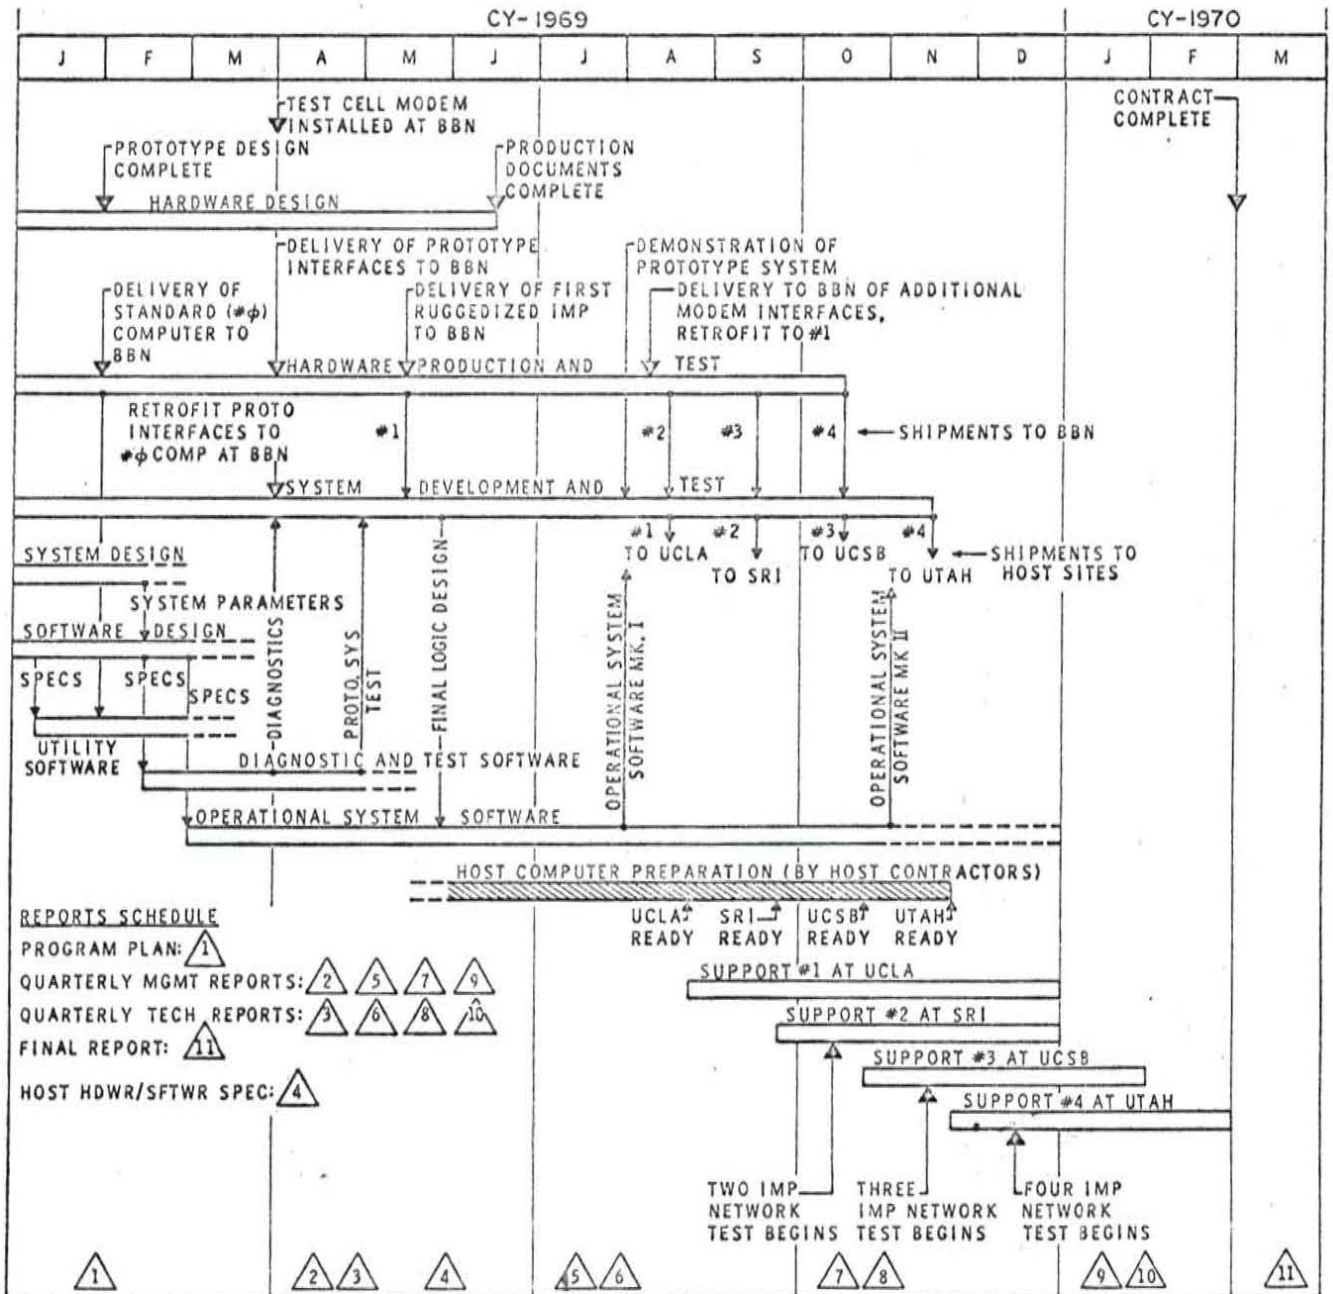 CY-1969
CY-1970
J F M A M J J A S O N D J F M
TEST CELL MODEM
INSTALLED AT BBN
CONTRACT
COMPLETE
PROTOTYPE DESIGN
COMPLETE
PRODUCTION
DOCUMENTS
COMPLETE
HARDWARE DESIGN
DELIVERY OF PROTOTYPE
INTERFACES TO BBN
DEMONSTRATION OF
PROTOTYPE SYSTEM
DELIVERY OF
STANDARD (#ϕ)
COMPUTER TO
BBN
DELIVERY OF FIRST
RUGGEDIZED IMP
TO BBN
DELIVERY TO BBN OF ADDITIONAL
MODEM INTERFACES,
RETROFIT TO #1
HARDWARE PRODUCTION AND TEST
RETROFIT PROTO
INTERFACES TO
#ϕ COMP AT BBN
#1
#2
#3
#4
SHIPMENTS TO BBN
SYSTEM DEVELOPMENT AND TEST
#1
TO UCLA
#2
TO SRI
#3
TO UCSB
#4
TO UTAH
SHIPMENTS TO
HOST SITES
SYSTEM DESIGN
SYSTEM PARAMETERS
SOFTWARE DESIGN
SPECS
SPECS
SPECS
UTILITY
SOFTWARE
DIAGNOSTICS
PROTO, SYS
TEST
FINAL LOGIC DESIGN
OPERATIONAL SYSTEM
SOFTWARE MK. I
OPERATIONAL SYSTEM
SOFTWARE MK II
DIAGNOSTIC AND TEST SOFTWARE
OPERATIONAL SYSTEM SOFTWARE
HOST COMPUTER PREPARATION (BY HOST CONTRACTORS)
UCLA
READY
SRI
READY
UCSB
READY
UTAH
READY
REPORTS SCHEDULE
PROGRAM PLAN: 1
QUARTERLY MGMT REPORTS: 2 5 7 9
QUARTERLY TECH REPORTS: 3 6 8 10
FINAL REPORT: 11
HOST HDWR/SFTWR SPEC: 4
SUPPORT #1 AT UCLA
SUPPORT #2 AT SRI
SUPPORT #3 AT UCSB
SUPPORT #4 AT UTAH
TWO IMP
NETWORK
TEST BEGINS
THREE
IMP NETWORK
TEST BEGINS
FOUR IMP
NETWORK
TEST BEGINS
1 2 3 4 5 6 7 8 9 10 11